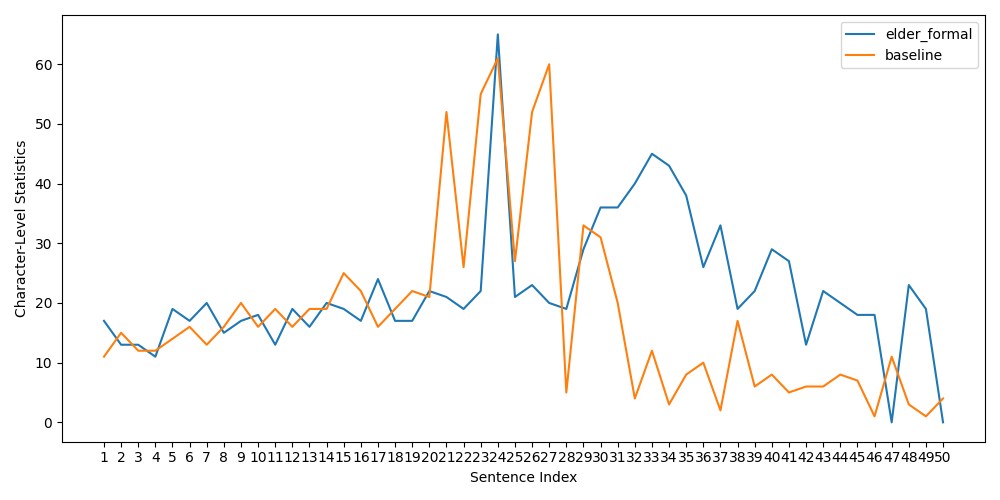 elder_formal
baseline
Character-Level Statistics
60
50
40
30
20
10
0
1 2 3 4 5 6 7 8 9 10 11 12 13 14 15 16 17 18 19 20 21 22 23 24 25 26 27 28 29 30 31 32 33 34 35 36 37 38 39 40 41 42 43 44 45 46 47 48 49 50
Sentence Index